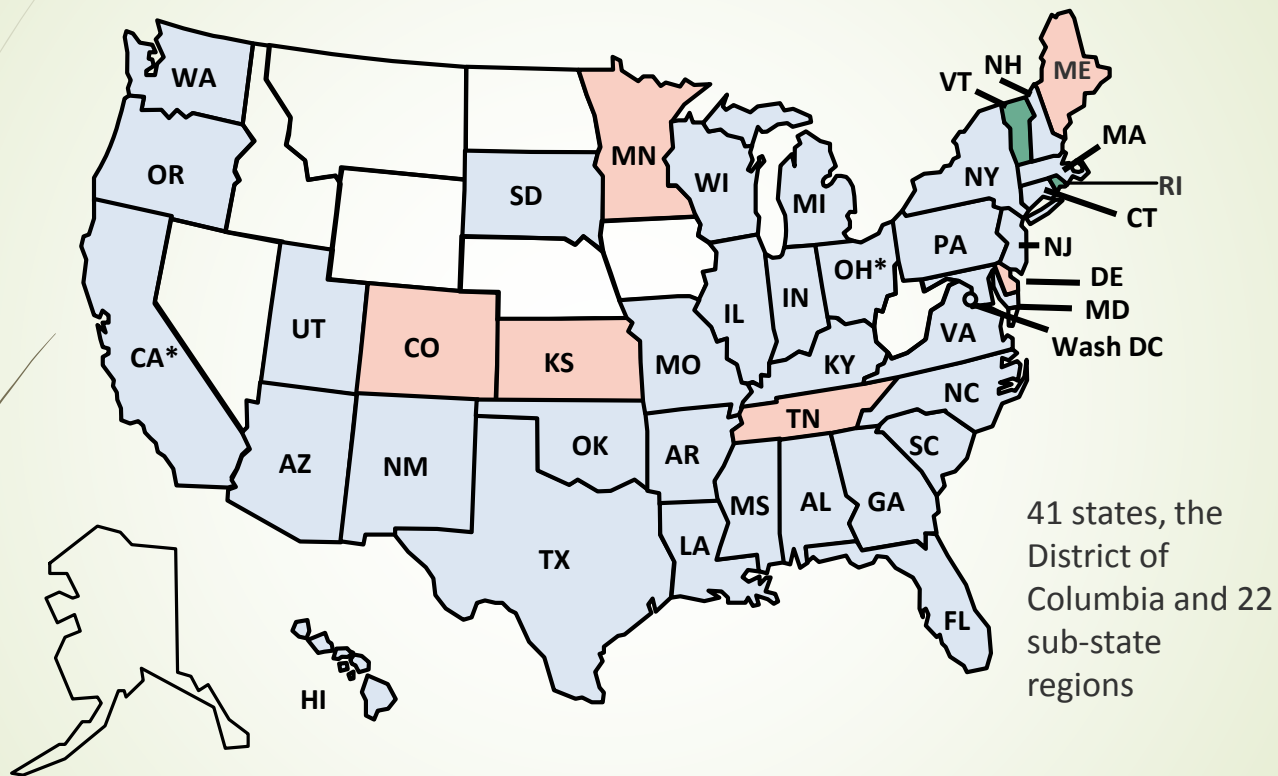 WA
OR
CA*
UT
AZ
NM
CO
KS
SD
MN
WI
MI
IL
IN
OH*
MO
KY
OK
AR
TN
TX
LA
MS
AL
GA
FL
SC
NC
VA
PA
NY
VT
NH
ME
MA
RI
CT
NJ
DE
MD
Wash DC
HI
41 states, the
District of
Columbia and 22
sub-state
regions